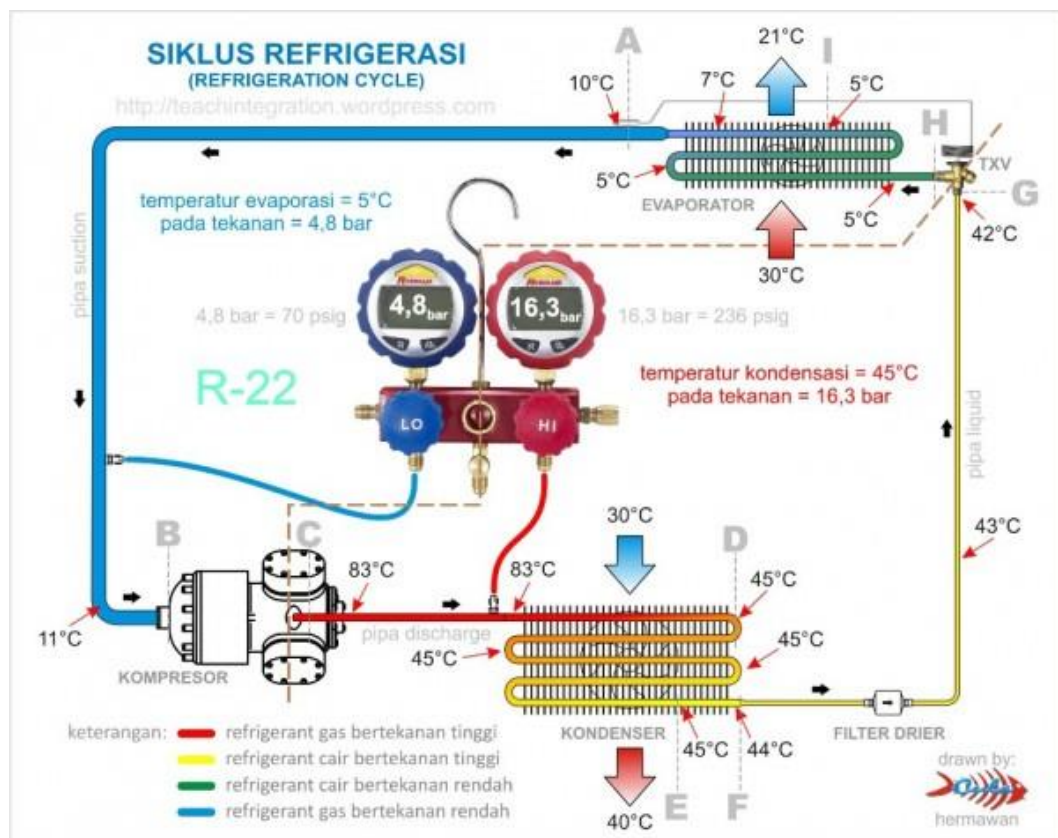 SIKLUS REFRIGERASI
(REFRIGERATION CYCLE)
http://teachintegration.wordpress.com
A
21°C
I
10°C
7°C
5°C
H
TXV
5°C
EVAPORATOR
5°C
G
42°C
30°C
temperatur evaporasi = 5°C
pada tekanan = 4,8 bar
pipa suction
4,8 bar = 70 psig
4,8 bar
16,3 bar
16,3 bar = 236 psig
R-22
temperatur kondensasi = 45°C
pada tekanan = 16,3 bar
LO
HI
pipa liquid
B
C
30°C
D
43°C
83°C
83°C
45°C
11°C
pipa discharge
45°C
45°C
KOMPRESOR
keterangan:
refrigerant gas bertekanan tinggi
refrigerant cair bertekanan tinggi
refrigerant cair bertekanan rendah
refrigerant gas bertekanan rendah
KONDENSER
45°C
44°C
FILTER DRIER
E
F
40°C
drawn by:
hermawan